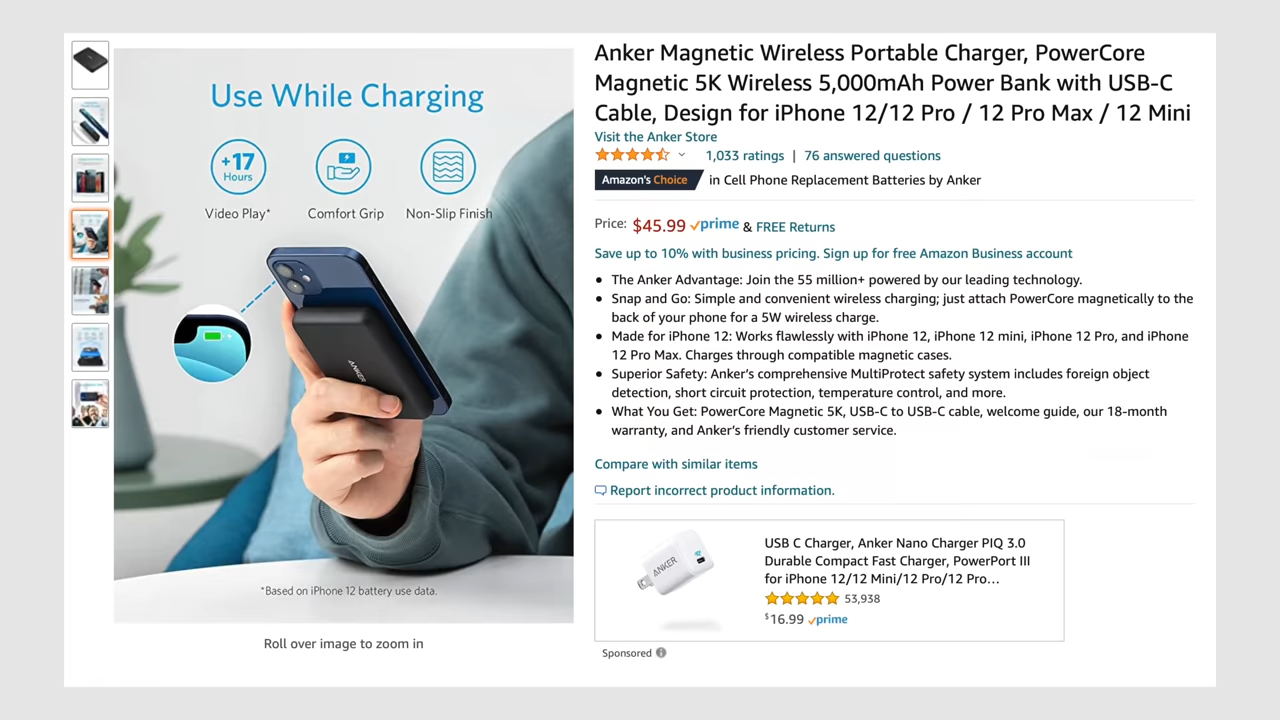 Use While Charging
+17
Hours
Video Play*
Comfort Grip
Non-Slip Finish
ANKER
*Based on iPhone 12 battery use data.
Roll over image to zoom in
Anker Magnetic Wireless Portable Charger, PowerCore
Magnetic 5K Wireless 5,000mAh Power Bank with USB-C
Cable, Design for iPhone 12/12 Pro / 12 Pro Max / 12 Mini
Visit the Anker Store
1,033 ratings | 76 answered questions
Amazon's Choice in Cell Phone Replacement Batteries by Anker
Price: $45.99 prime & FREE Returns
Save up to 10% with business pricing. Sign up for free Amazon Business account
• The Anker Advantage: Join the 55 million+ powered by our leading technology.
• Snap and Go: Simple and convenient wireless charging; just attach PowerCore magnetically to the
back of your phone for a 5W wireless charge.
• Made for iPhone 12: Works flawlessly with iPhone 12, iPhone 12 mini, iPhone 12 Pro, and iPhone
12 Pro Max. Charges through compatible magnetic cases.
• Superior Safety: Anker's comprehensive MultiProtect safety system includes foreign object
detection, short circuit protection, temperature control, and more.
• What You Get: PowerCore Magnetic 5K, USB-C to USB-C cable, welcome guide, our 18-month
warranty, and Anker's friendly customer service.
Compare with similar items
Report incorrect product information.
ANKER
USB C Charger, Anker Nano Charger PIQ 3.0
Durable Compact Fast Charger, PowerPort III
for iPhone 12/12 Mini/12 Pro/12 Pro…
53,938
$16.99 prime
Sponsored